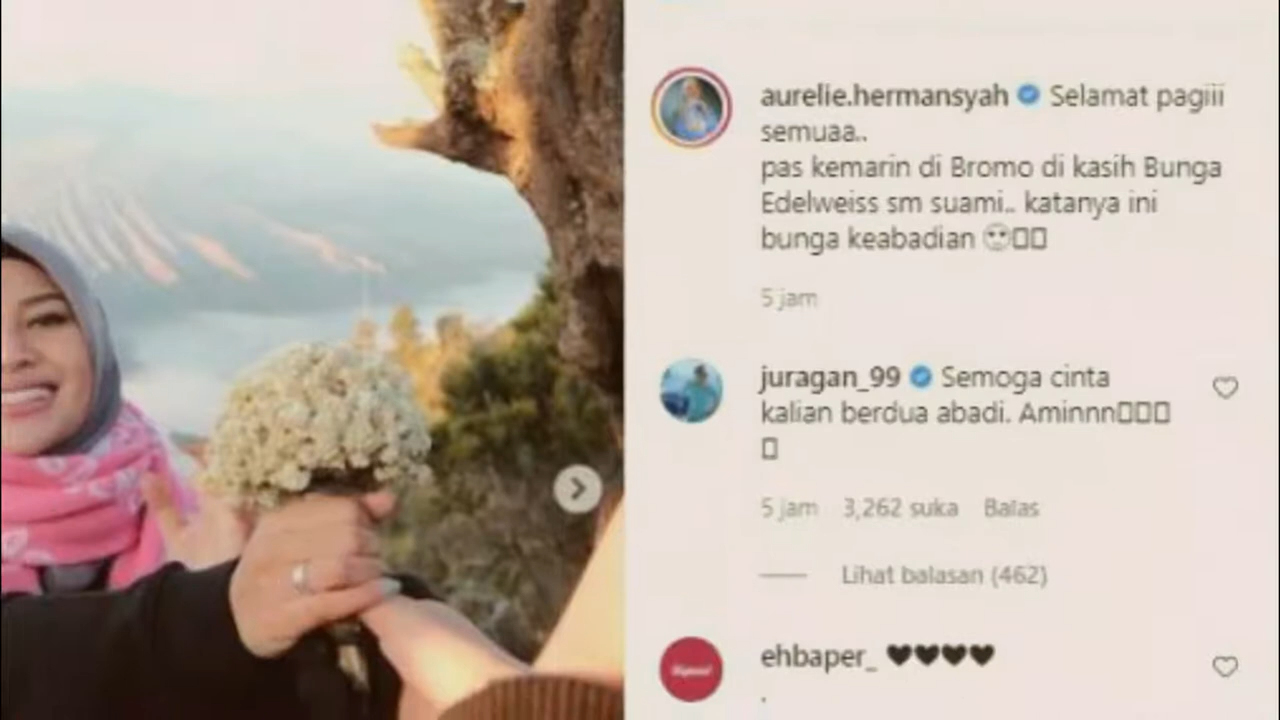 aurelie.hermansyah Selamat pagiii
semuaa..
pas kemarin di Bromo di kasih Bunga
Edelweiss sm suami.. katanya ini
bunga keabadian 🥺
5 jam
juragan_99 Semoga cinta
kalian berdua abadi. Aminnn
5 jam 3,262 suka Balas
Lihat balasan (462)
ehbaper_ 🖤🖤🖤🖤
.